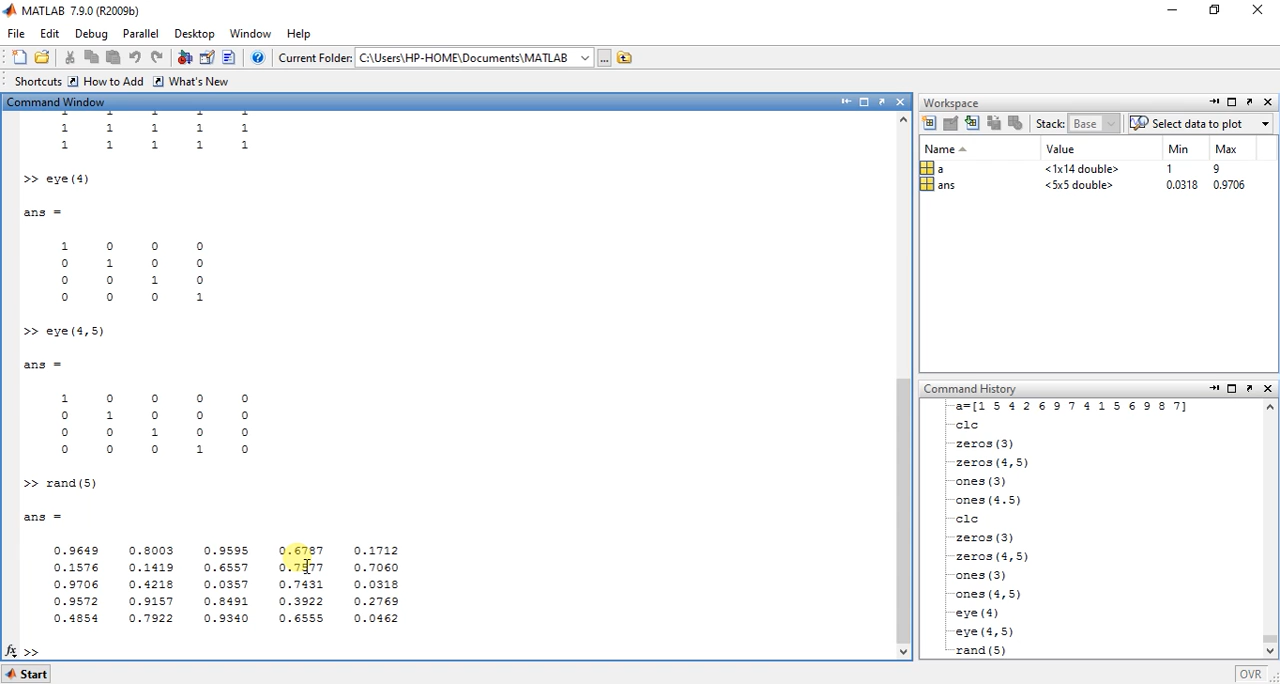 MATLAB 7.9.0 (R2009b)
File Edit Debug Parallel Desktop Window Help
Current Folder: C:\Users\HP-HOME\Documents\MATLAB ...
Shortcuts How to Add What's New
Command Window
1 1 1 1 1
1 1 1 1 1
1 1 1 1 1
>> eye(4)
ans =
1 0 0 0
0 1 0 0
0 0 1 0
0 0 0 1
>> eye(4,5)
ans =
1 0 0 0 0
0 1 0 0 0
0 0 1 0 0
0 0 0 1 0
>> rand(5)
ans =
0.9649 0.8003 0.9595 0.6787 0.1712
0.1576 0.1419 0.6557 0.7577 0.7060
0.9706 0.4218 0.0357 0.7431 0.0318
0.9572 0.9157 0.8491 0.3922 0.2769
0.4854 0.7922 0.9340 0.6555 0.0462
fx >>
Workspace
Stack: Base Select data to plot
Name Value Min Max
a <1x14 double> 1 9
ans <5x5 double> 0.0318 0.9706
Command History
a=[1 5 4 2 6 9 7 4 1 5 6 9 8 7]
clc
zeros(3)
zeros(4,5)
ones(3)
ones(4.5)
clc
zeros(3)
zeros(4,5)
ones(3)
ones(4,5)
eye(4)
eye(4,5)
rand(5)
Start
OVR